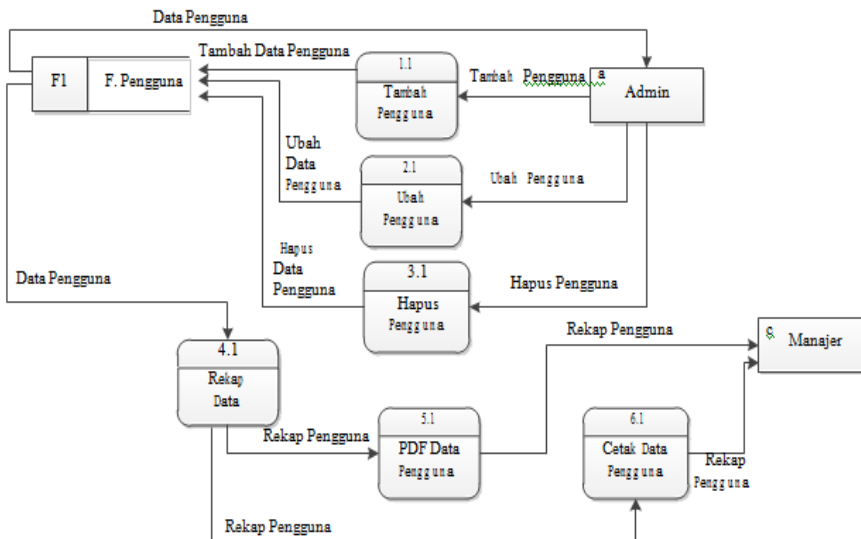 Data Pengguna
F1
F. Pengguna
Tambah Data Pengguna
1.1
Tambah
Pengguna
Tambah Pengguna
a
Admin
Ubah
Data
Pengguna
2.1
Ubah
Pengguna
Ubah Pengguna
Hapus
Data
Pengguna
3.1
Hapus
Pengguna
Hapus Pengguna
Data Pengguna
4.1
Rekap
Data
Rekap Pengguna
c
Manajer
Rekap Pengguna
5.1
PDF Data
Pengguna
6.1
Cetak Data
Pengguna
Rekap
Pengguna
Rekap Pengguna